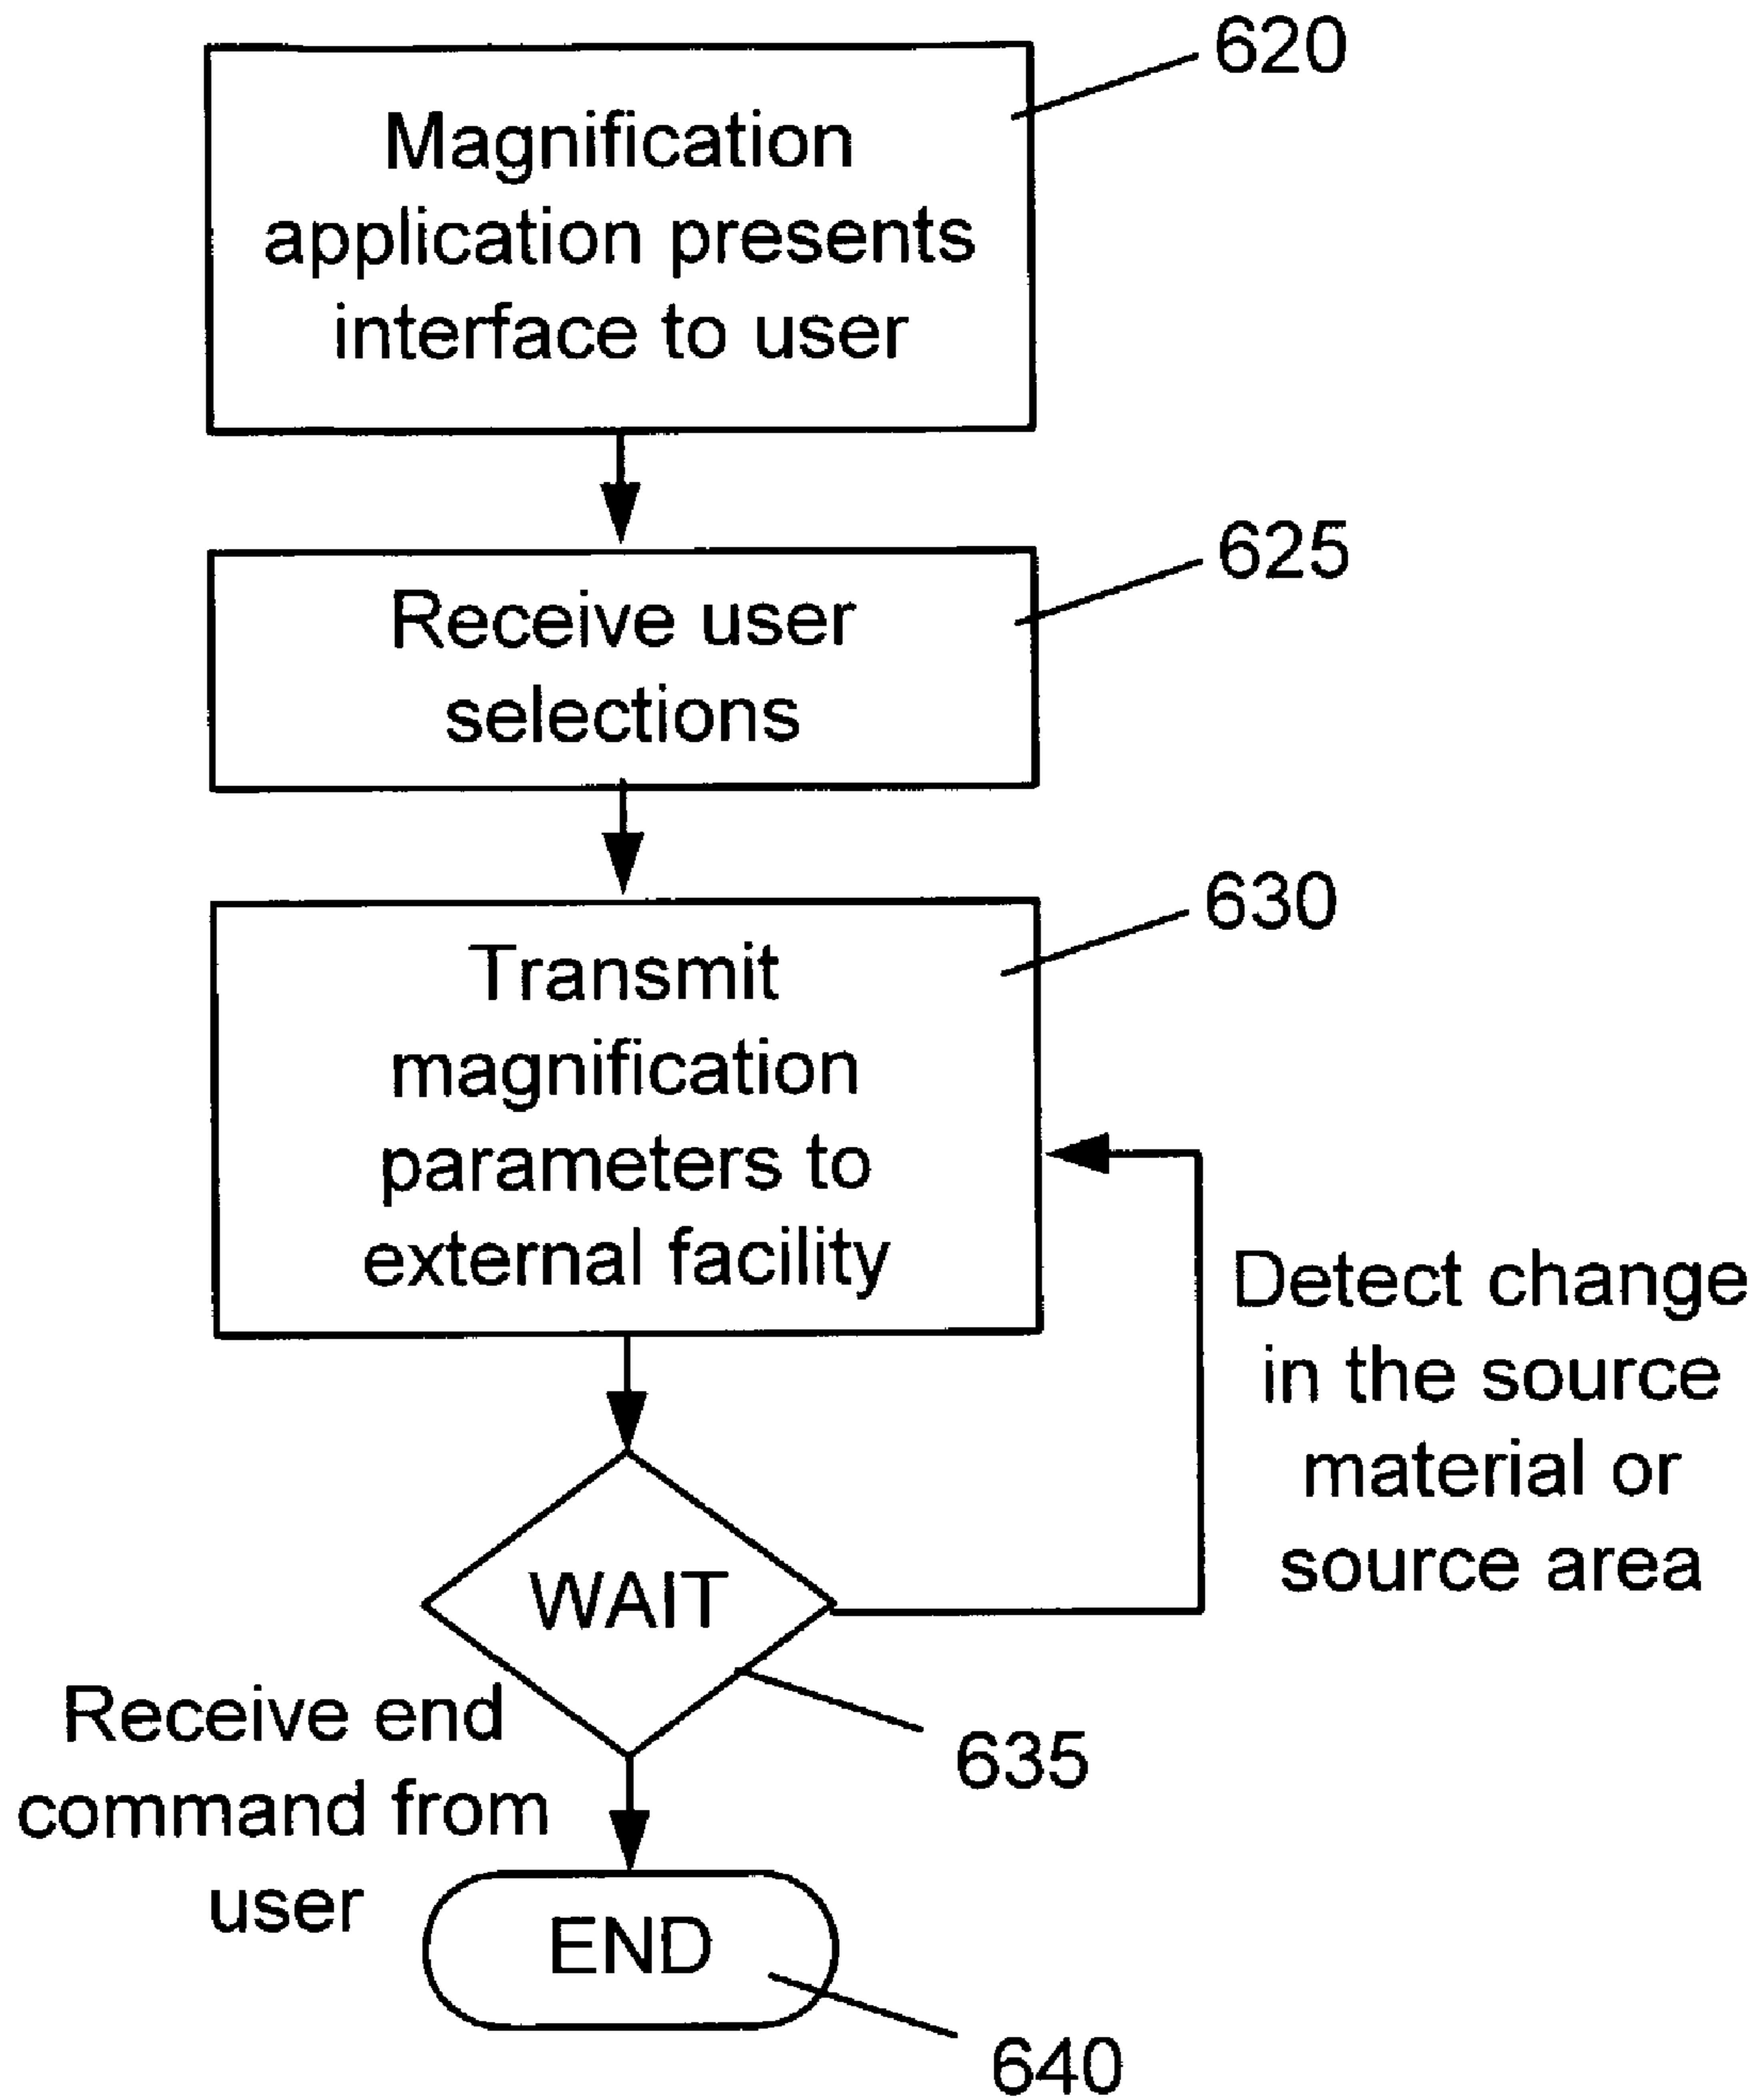 620
Magnification
application presents
interface to user
625
Receive user
selections
630
Transmit
magnification
parameters to
external facility
Detect change
in the source
material or
source area
WAIT
635
Receive end
command from
user
END
640